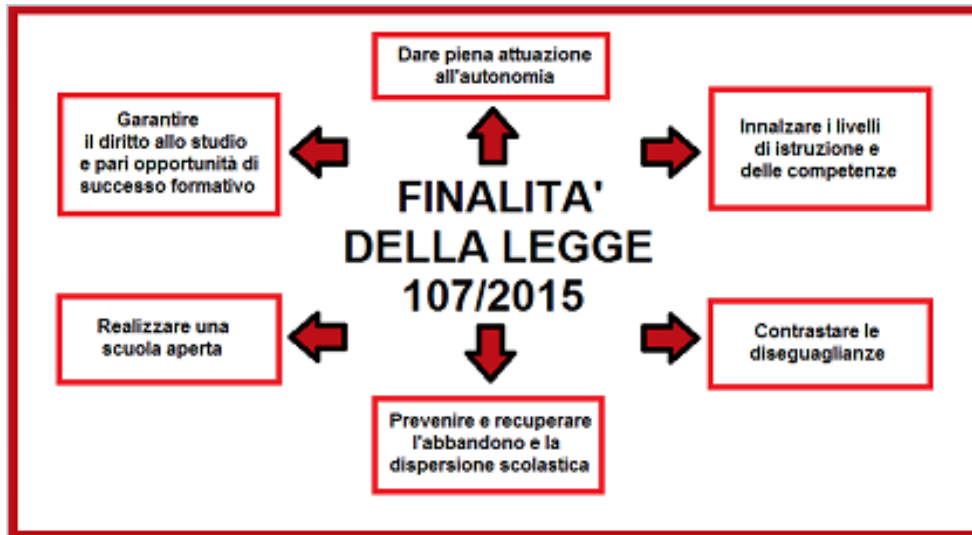 Dare piena attuazione
all'autonomia
Garantire
il diritto allo studio
e pari opportunità di
successo formativo
Innalzare i livelli
di istruzione e
delle competenze
FINALITA'
DELLA LEGGE
107/2015
Realizzare una
scuola aperta
Contrastare le
diseguaglianze
Prevenire e recuperare
l'abbandono e la
dispersione scolastica